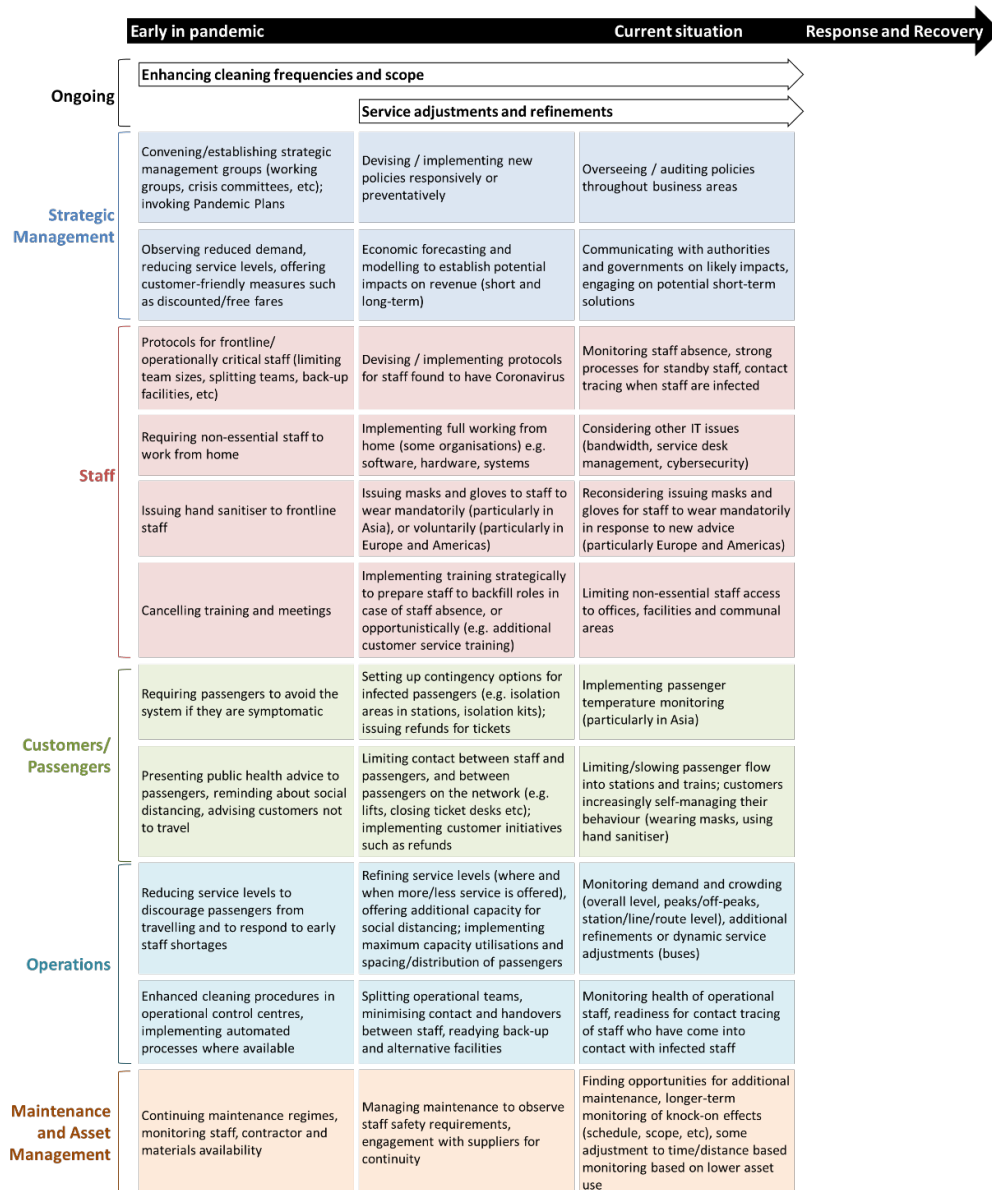 Early in pandemic
Current situation
Response and Recovery
Ongoing
Enhancing cleaning frequencies and scope
Service adjustments and refinements
Strategic
Management
Convening/establishing strategic
management groups (working
groups, crisis committees, etc);
invoking Pandemic Plans
Devising / implementing new
policies responsively or
preventatively
Overseeing / auditing policies
throughout business areas
Observing reduced demand,
reducing service levels, offering
customer-friendly measures such
as discounted/free fares
Economic forecasting and
modelling to establish potential
impacts on revenue (short and
long-term)
Communicating with authorities
and governments on likely impacts,
engaging on potential short-term
solutions
Staff
Protocols for frontline/
operationally critical staff (limiting
team sizes, splitting teams, back-up
facilities, etc)
Devising / implementing protocols
for staff found to have Coronavirus
Monitoring staff absence, strong
processes for standby staff, contact
tracing when staff are infected
Requiring non-essential staff to
work from home
Implementing full working from
home (some organisations) e.g.
software, hardware, systems
Considering other IT issues
(bandwidth, service desk
management, cybersecurity)
Issuing hand sanitiser to frontline
staff
Issuing masks and gloves to staff to
wear mandatorily (particularly in
Asia), or voluntarily (particularly in
Europe and Americas)
Reconsidering issuing masks and
gloves for staff to wear mandatorily
in response to new advice
(particularly Europe and Americas)
Cancelling training and meetings
Implementing training strategically
to prepare staff to backfill roles in
case of staff absence, or
opportunistically (e.g. additional
customer service training)
Limiting non-essential staff access
to offices, facilities and communal
areas
Customers/
Passengers
Requiring passengers to avoid the
system if they are symptomatic
Setting up contingency options for
infected passengers (e.g. isolation
areas in stations, isolation kits);
issuing refunds for tickets
Implementing passenger
temperature monitoring
(particularly in Asia)
Presenting public health advice to
passengers, reminding about social
distancing, advising customers not
to travel
Limiting contact between staff and
passengers, and between
passengers on the network (e.g.
lifts, closing ticket desks etc);
implementing customer initiatives
such as refunds
Limiting/slowing passenger flow
into stations and trains; customers
increasingly self-managing their
behaviour (wearing masks, using
hand sanitiser)
Operations
Reducing service levels to
discourage passengers from
travelling and to respond to early
staff shortages
Refining service levels (where and
when more/less service is offered),
offering additional capacity for
social distancing; implementing
maximum capacity utilisations and
spacing/distribution of passengers
Monitoring demand and crowding
(overall level, peaks/off-peaks,
station/line/route level), additional
refinements or dynamic service
adjustments (buses)
Enhanced cleaning procedures in
operational control centres,
implementing automated
processes where available
Splitting operational teams,
minimising contact and handovers
between staff, readying back-up
and alternative facilities
Monitoring health of operational
staff, readiness for contact tracing
of staff who have come into
contact with infected staff
Maintenance
and Asset
Management
Continuing maintenance regimes,
monitoring staff, contractor and
materials availability
Managing maintenance to observe
staff safety requirements,
engagement with suppliers for
continuity
Finding opportunities for additional
maintenance, longer-term
monitoring of knock-on effects
(schedule, scope, etc), some
adjustment to time/distance based
monitoring based on lower asset
use